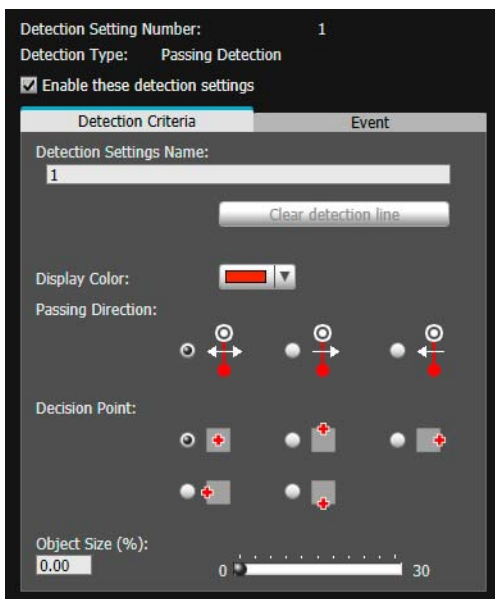 Detection Setting Number: 1
Detection Type: Passing Detection
Enable these detection settings
Detection Criteria Event
Detection Settings Name:
1
Clear detection line
Display Color:
Passing Direction:
Decision Point:
Object Size (%):
0.00 0 30